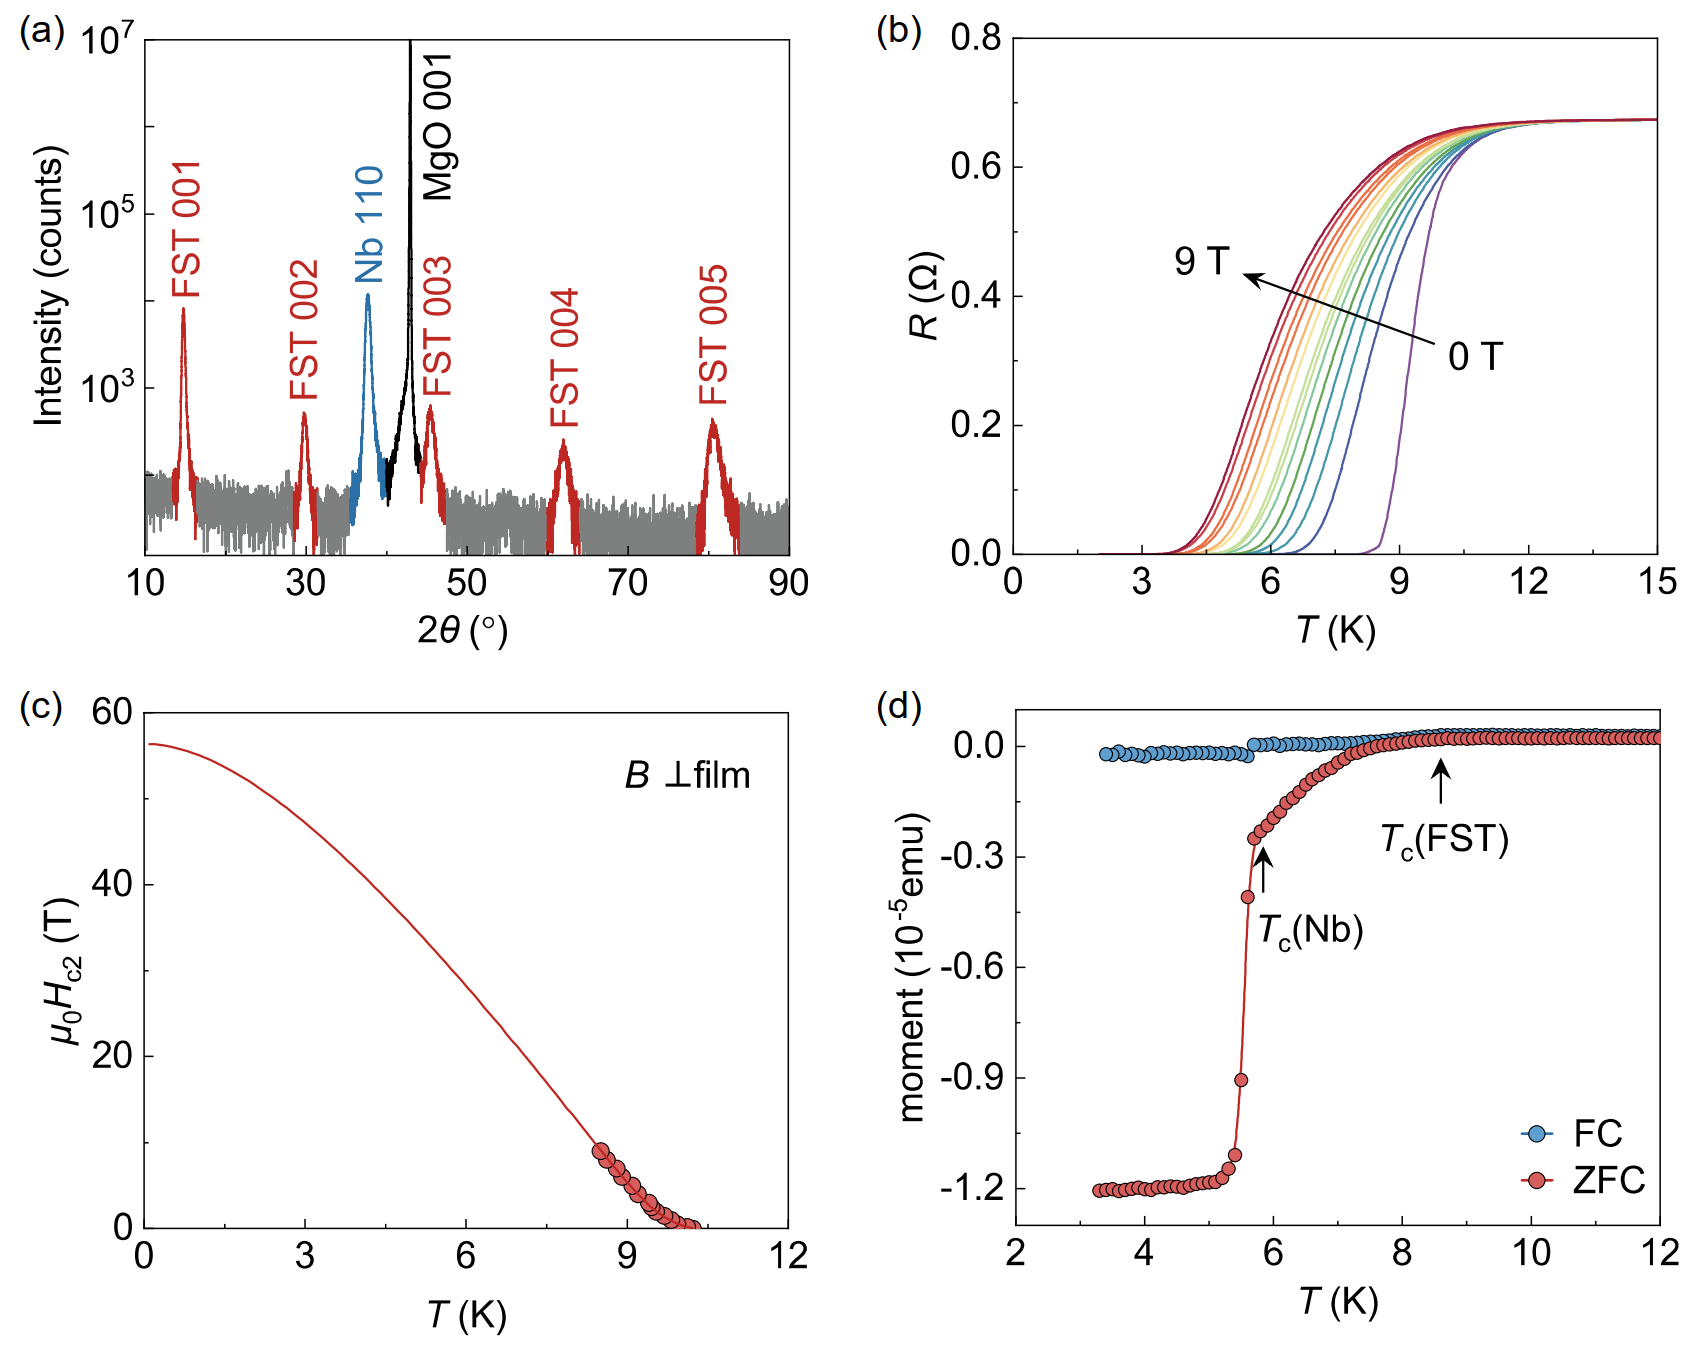 (a)
10^7
10^5
10^3
Intensity (counts)
FST 001
FST 002
Nb 110
MgO 001
FST 003
FST 004
FST 005
10
30
50
70
90
2θ (°)
(b)
0.8
0.6
0.4
0.2
0.0
R (Ω)
9 T
0 T
0
3
6
9
12
15
T (K)
(c)
60
40
20
0
μ₀H_c2 (T)
B ⊥film
0
3
6
9
12
T (K)
(d)
0.0
-0.3
-0.6
-0.9
-1.2
moment (10^-5emu)
T_c(FST)
T_c(Nb)
FC
ZFC
2
4
6
8
10
12
T (K)